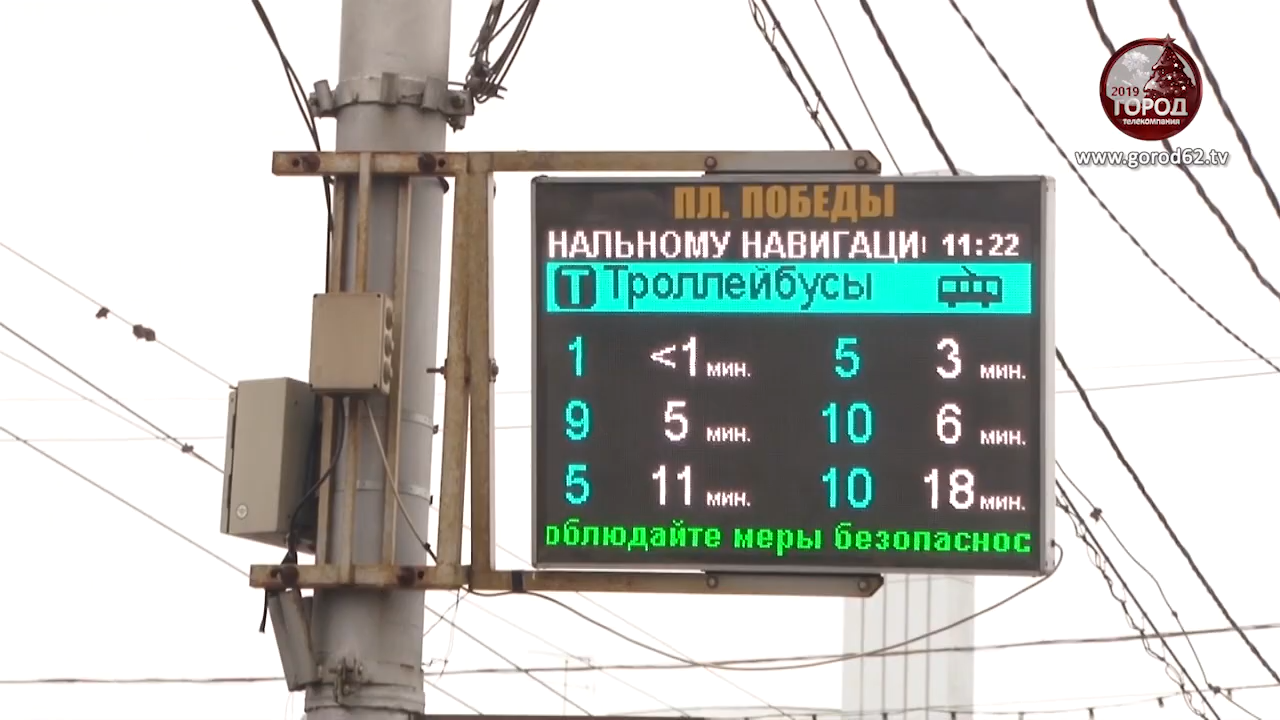 2019
ГОРОД
телекомпания
www.gorod62.tv
ПЛ. ПОБЕДЫ
НАЛЬНОМУ НАВИГАЦИ 11:22
Т Троллейбусы
1 <1 мин. 5 3 мин.
9 5 мин. 10 6 мин.
5 11 мин. 10 18 мин.
облюдайте меры безопаснос